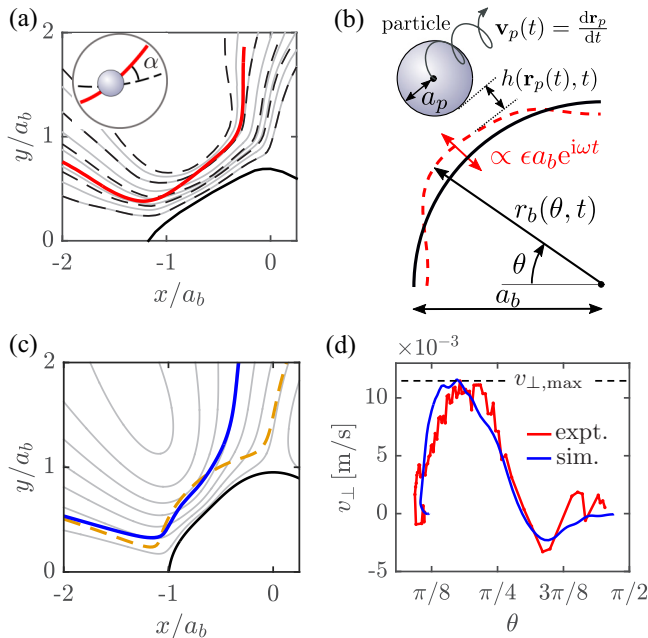 (a)
2
α
y/a_b
1
0
-2
-1
0
x/a_b
(b)
particle
v_p(t) = dr_p/dt
a_p
h(r_p(t), t)
∝ ϵa_b e^{iωt}
r_b(θ, t)
θ
a_b
(c)
2
y/a_b
1
0
-2
-1
0
x/a_b
(d)
×10^{-3}
v_{⊥,max}
10
expt.
5
sim.
v_⊥ [m/s]
0
-5
π/8
π/4
3π/8
π/2
θ